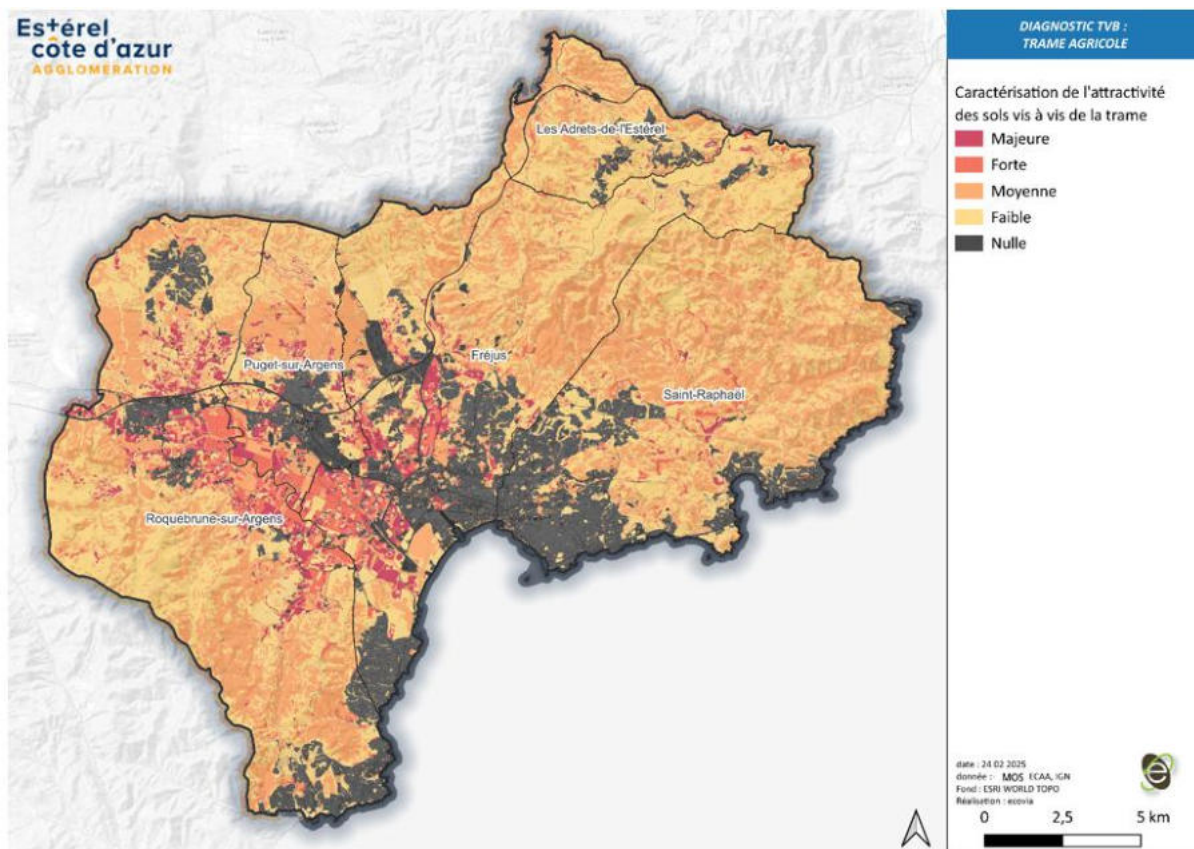 Estérel
côte d'azur
AGGLOMÉRATION
DIAGNOSTIC TVB :
TRAME AGRICOLE
Caractérisation de l'attractivité
des sols vis à vis de la trame
Majeure
Forte
Moyenne
Faible
Nulle
Les Adrets-de-l'Estérel
Puget-sur-Argens
Fréjus
Saint-Raphaël
Roquebrune-sur-Argens
date : 24 02 2025
donnée : MOS ECAA, IGN
Fond : ESRI WORLD TOPO
Réalisation : ecovia
0 2,5 5 km